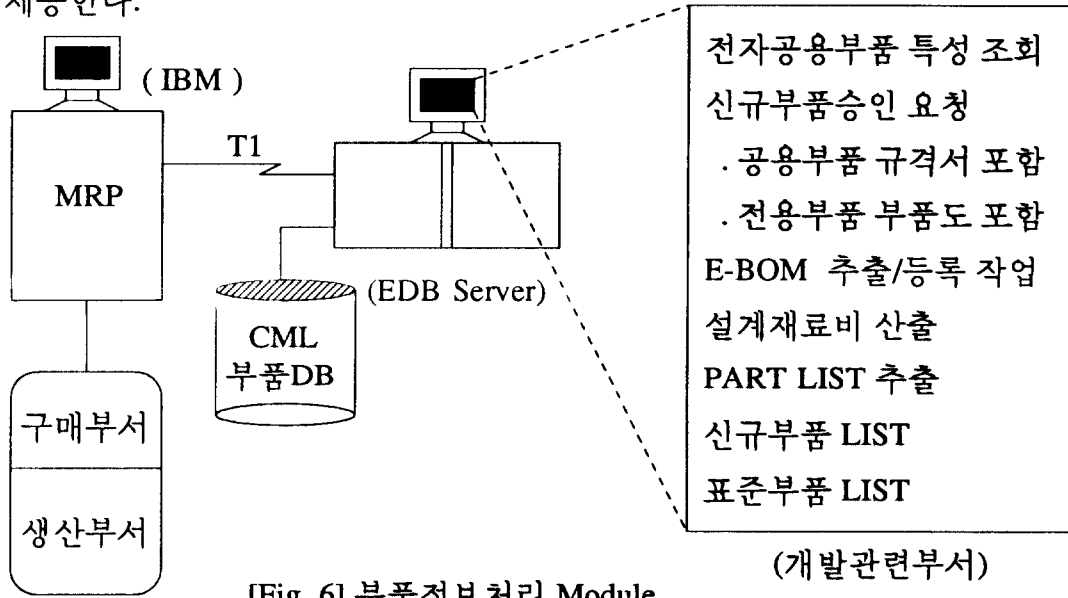 제공한다.
( IBM )
T1
MRP
(EDB Server)
CML
부품DB
구매부서
생산부서
전자공용부품 특성 조회
신규부품승인 요청
. 공용부품 규격서 포함
. 전용부품 부품도 포함
E-BOM 추출/등록 작업
설계재료비 산출
PART LIST 추출
신규부품 LIST
표준부품 LIST
(개발관련부서)
[Fig. 6] 부품정보처리 Module